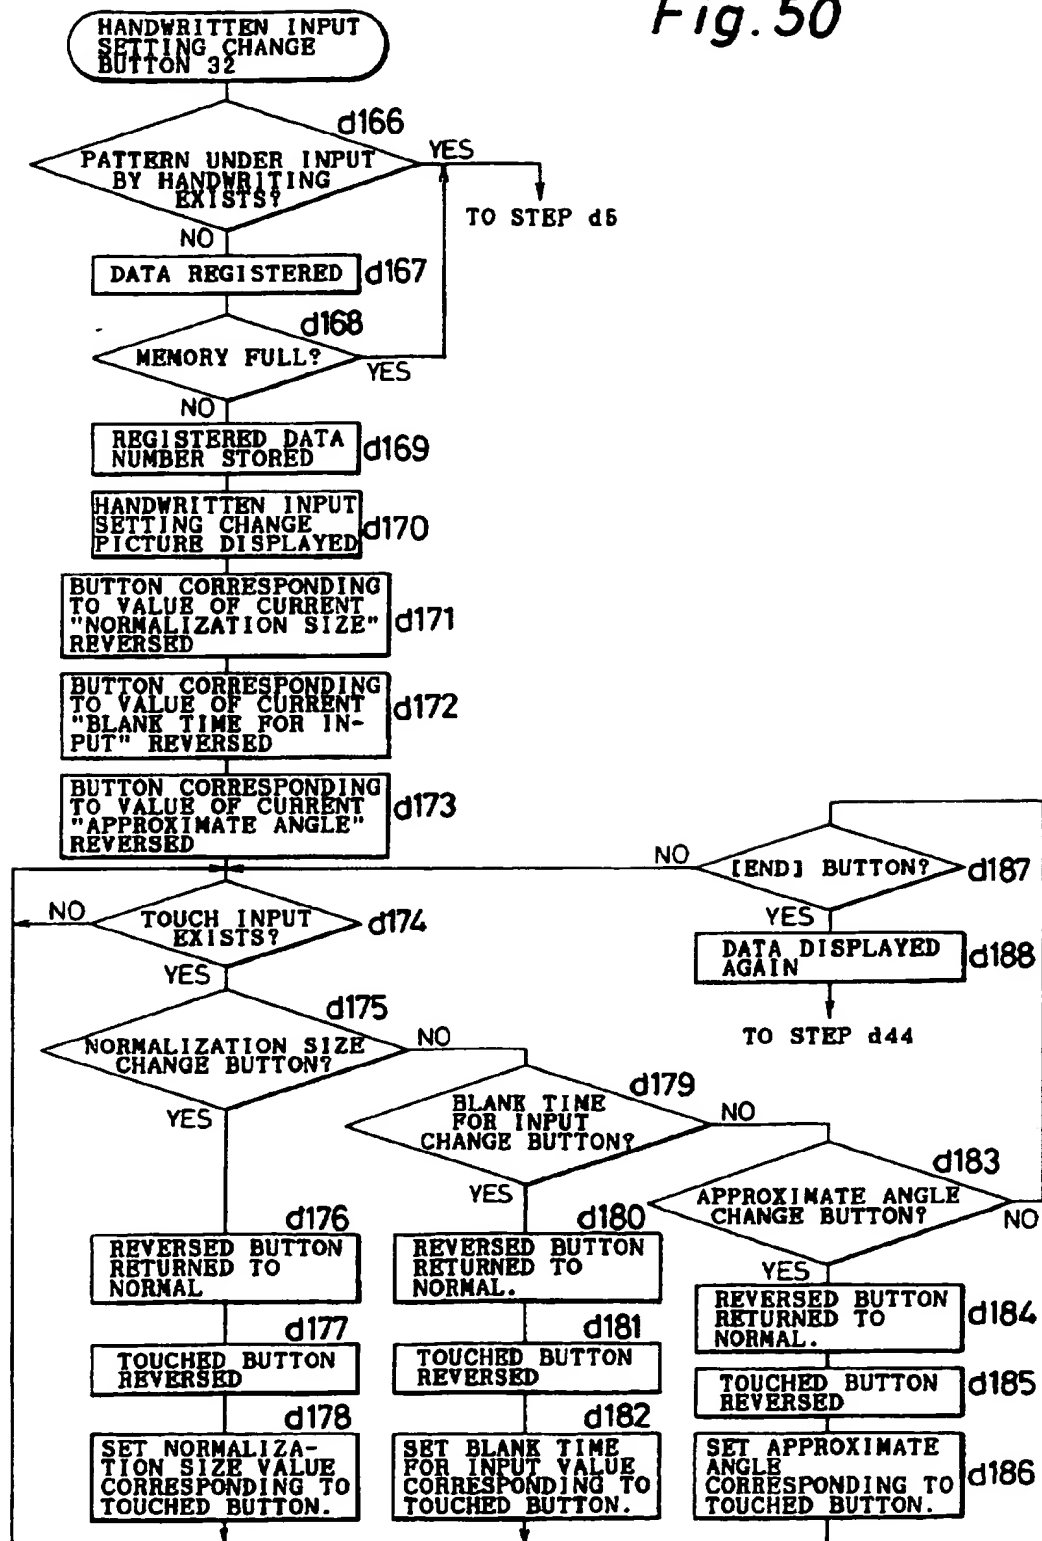 Fig. 50
HANDWRITTEN INPUT
SETTING CHANGE
BUTTON 32
d166
PATTERN UNDER INPUT
BY HANDWRITING
EXISTS?
YES
TO STEP d5
NO
DATA REGISTERED
d167
d168
MEMORY FULL?
YES
NO
REGISTERED DATA
NUMBER STORED
d169
HANDWRITTEN INPUT
SETTING CHANGE
PICTURE DISPLAYED
d170
BUTTON CORRESPONDING
TO VALUE OF CURRENT
"NORMALIZATION SIZE"
REVERSED
d171
BUTTON CORRESPONDING
TO VALUE OF CURRENT
"BLANK TIME FOR IN-
PUT" REVERSED
d172
BUTTON CORRESPONDING
TO VALUE OF CURRENT
"APPROXIMATE ANGLE"
REVERSED
d173
NO
[END] BUTTON?
d187
YES
DATA DISPLAYED
AGAIN
d188
TO STEP d44
NO
TOUCH INPUT
EXISTS?
d174
YES
d175
NORMALIZATION SIZE
CHANGE BUTTON?
NO
YES
d179
BLANK TIME
FOR INPUT
CHANGE BUTTON?
NO
YES
d183
APPROXIMATE ANGLE
CHANGE BUTTON?
NO
YES
d176
REVERSED BUTTON
RETURNED TO
NORMAL
d177
TOUCHED BUTTON
REVERSED
d178
SET NORMALIZA-
TION SIZE VALUE
CORRESPONDING TO
TOUCHED BUTTON.
d180
REVERSED BUTTON
RETURNED TO
NORMAL.
d181
TOUCHED BUTTON
REVERSED
d182
SET BLANK TIME
FOR INPUT VALUE
CORRESPONDING TO
TOUCHED BUTTON.
REVERSED BUTTON
RETURNED TO
NORMAL.
d184
TOUCHED BUTTON
REVERSED
d185
SET APPROXIMATE
ANGLE
CORRESPONDING TO
TOUCHED BUTTON.
d186